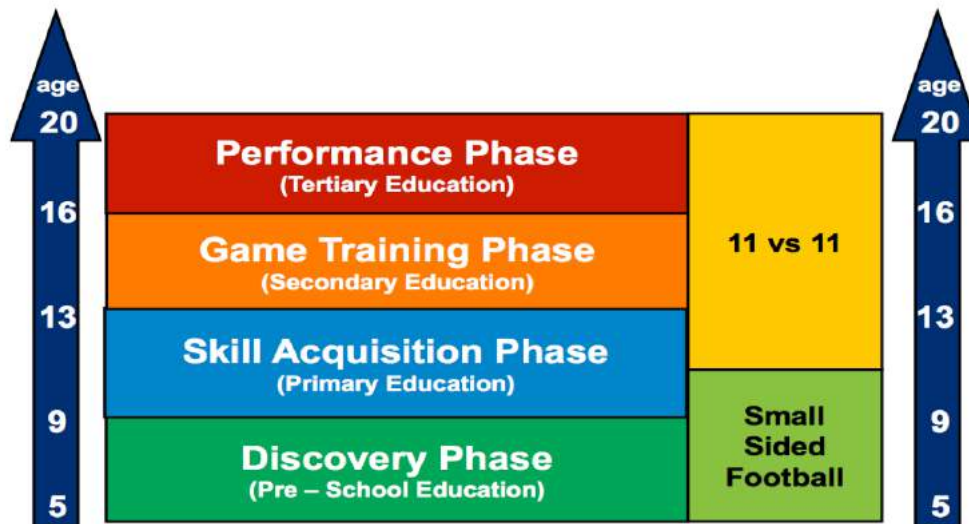 age
20
16
13
9
5
Performance Phase
(Tertiary Education)
Game Training Phase
(Secondary Education)
Skill Acquisition Phase
(Primary Education)
Discovery Phase
(Pre – School Education)
11 vs 11
Small
Sided
Football
age
20
16
13
9
5